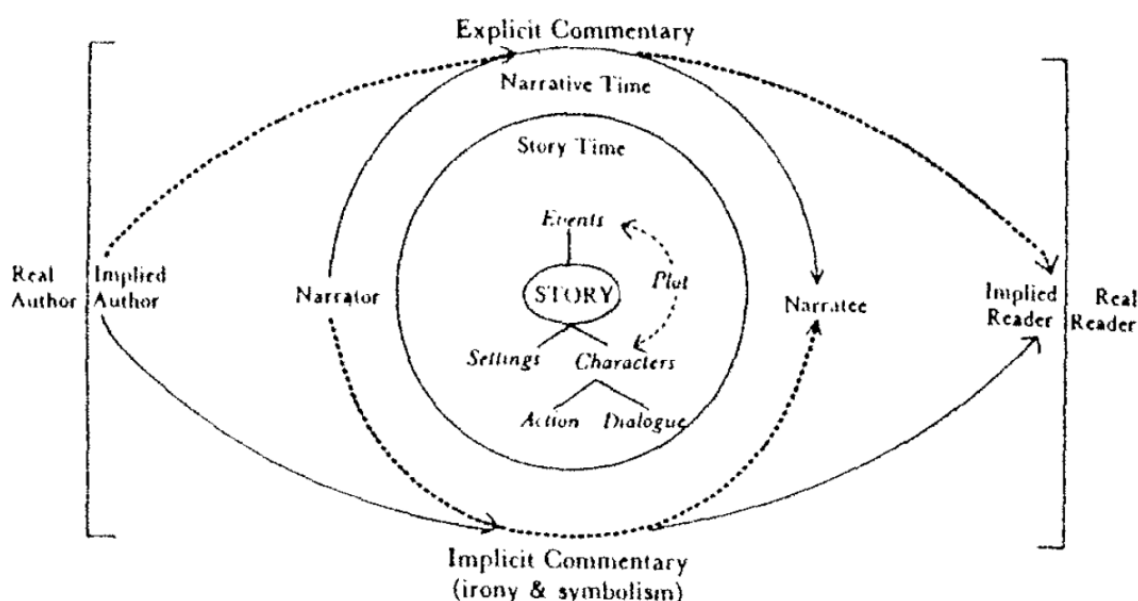 Explicit Commentary
Narrative Time
Story Time
Events
Plot
Real
Author
Implied
Author
Narrator
STORY
Narratee
Implied
Reader
Real
Reader
Settings
Characters
Action
Dialogue
Implicit Commentary
(irony & symbolism)